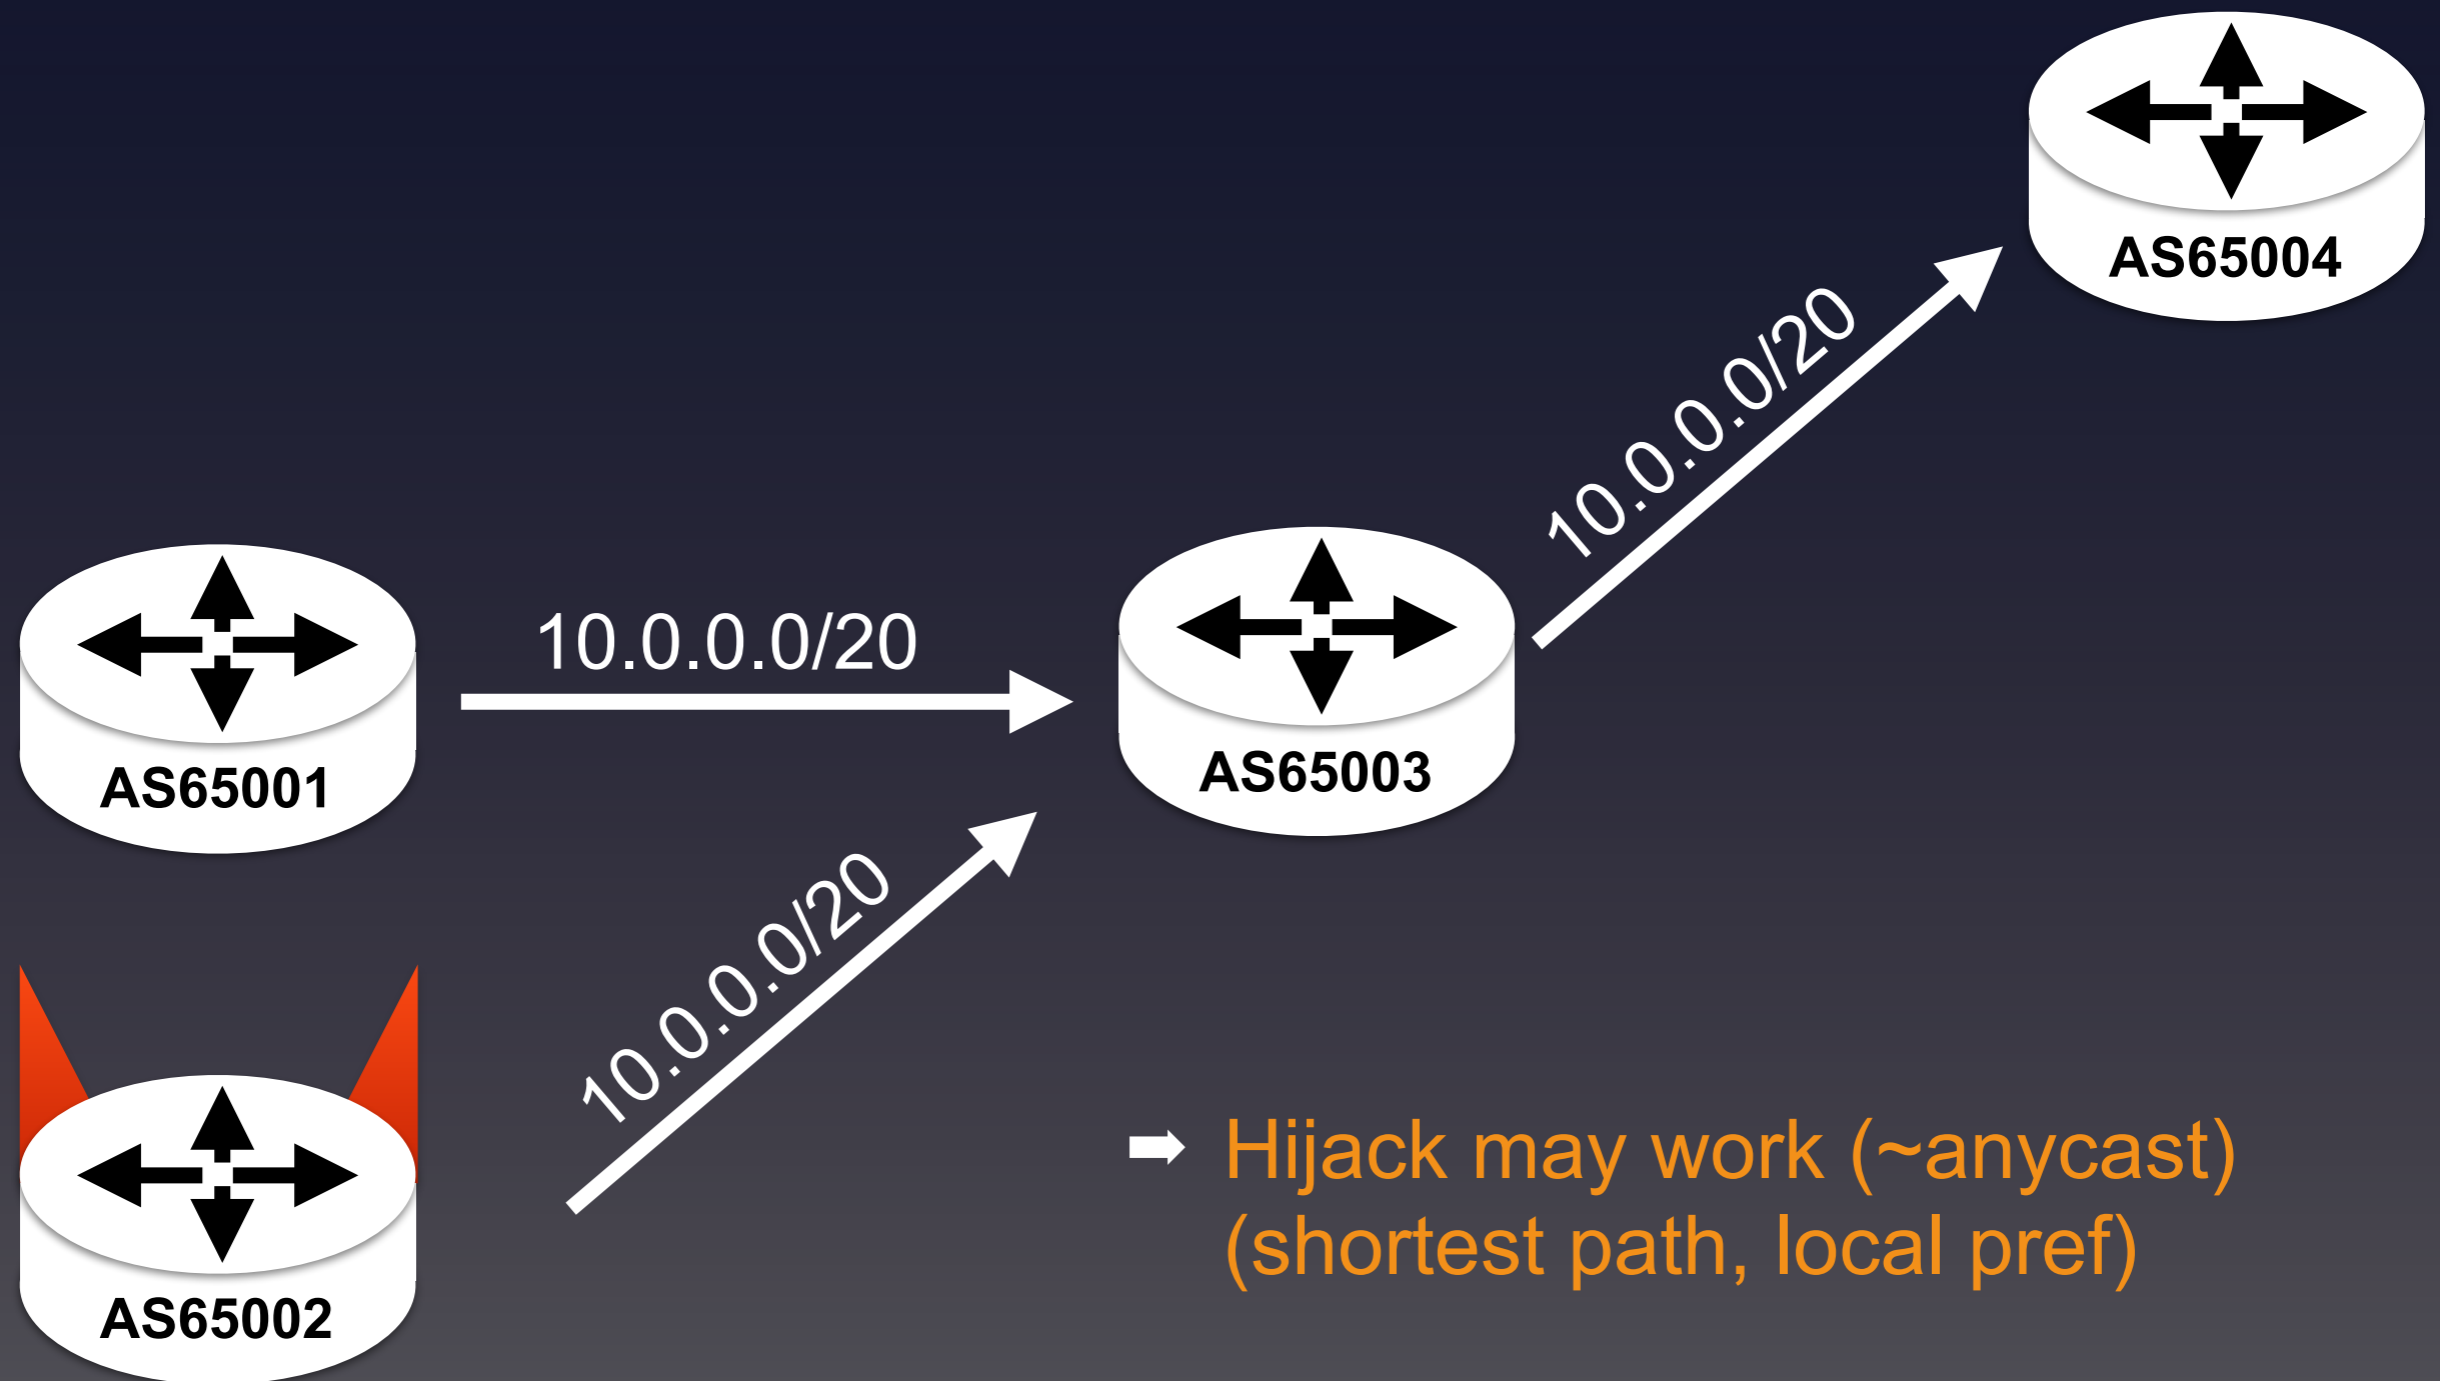 AS65004
10.0.0.0/20
10.0.0.0/20
AS65001
AS65003
10.0.0.0/20
AS65002
Hijack may work (~anycast)
(shortest path, local pref)